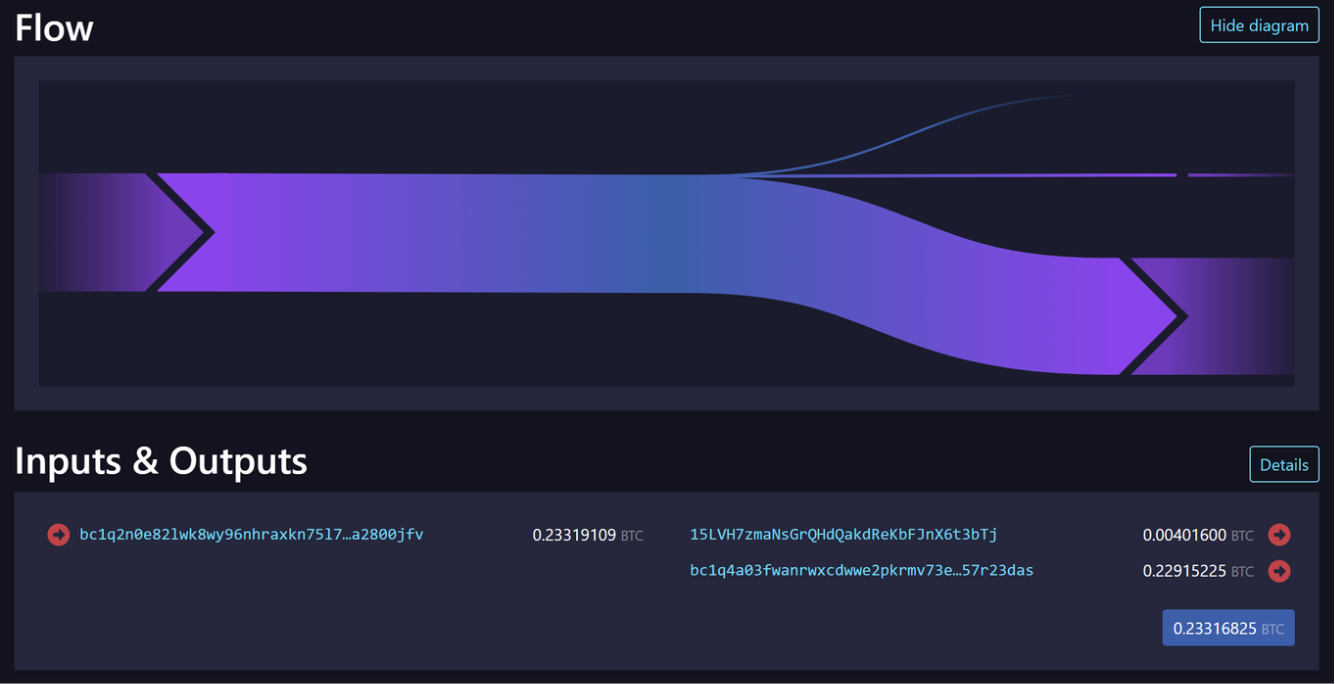 Flow
Hide diagram
Inputs & Outputs
Details
bc1q2n0e82lwk8wy96nhraxkn75l7…a2800jfv 0.23319109 BTC
15LVH7zmaNsGrQHdQakdReKbFJnX6t3bTj 0.00401600 BTC
bc1q4a03fwanrwxcdwwe2pkrmv73e…57r23das 0.22915225 BTC
0.23316825 BTC